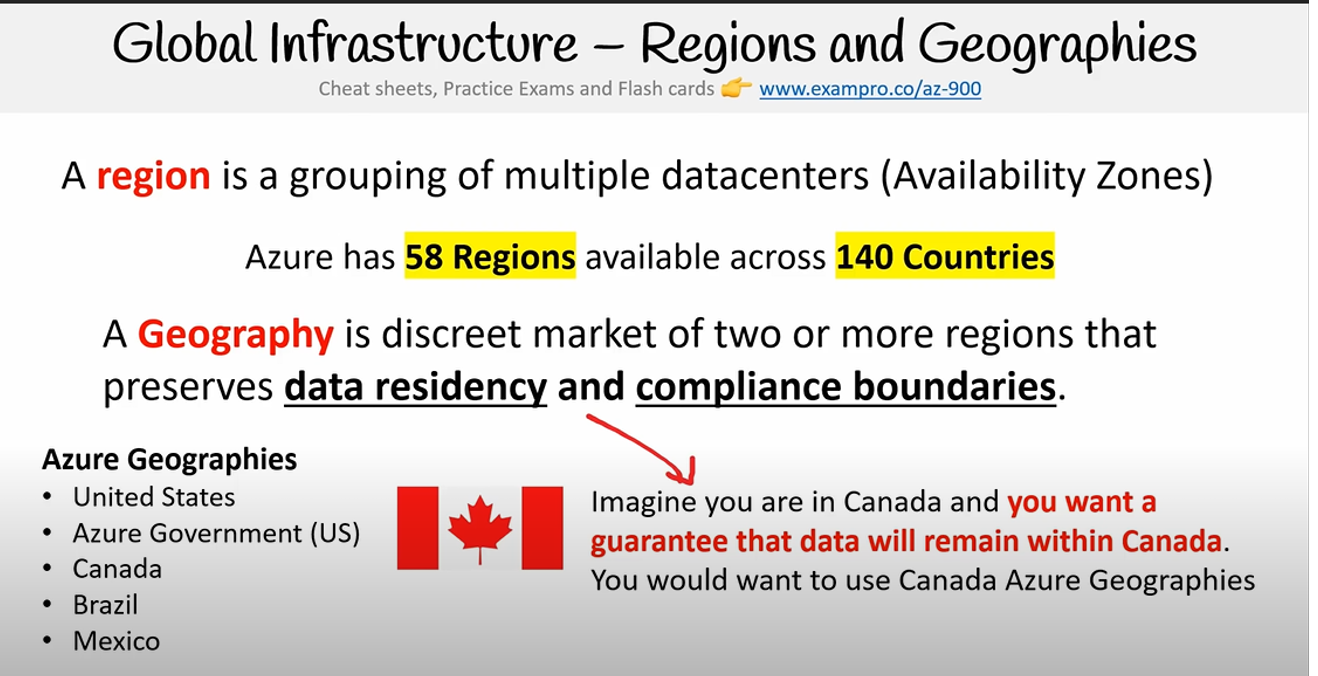 Global Infrastructure – Regions and Geographies
Cheat sheets, Practice Exams and Flash cards 👉 www.exampro.co/az-900
A region is a grouping of multiple datacenters (Availability Zones)
Azure has 58 Regions available across 140 Countries
A Geography is discreet market of two or more regions that
preserves data residency and compliance boundaries.
Azure Geographies
• United States
• Azure Government (US)
• Canada
• Brazil
• Mexico
Imagine you are in Canada and you want a
guarantee that data will remain within Canada.
You would want to use Canada Azure Geographies